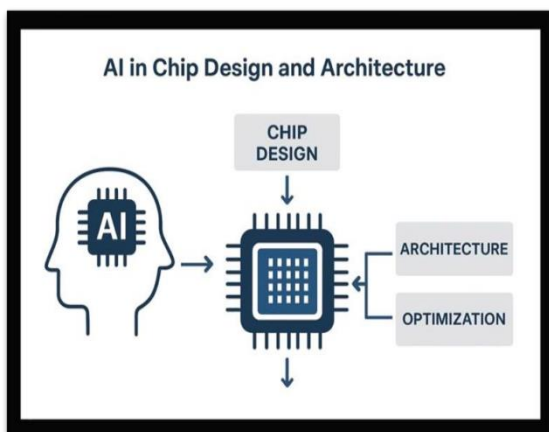 AI in Chip Design and Architecture
CHIP
DESIGN
AI
ARCHITECTURE
OPTIMIZATION